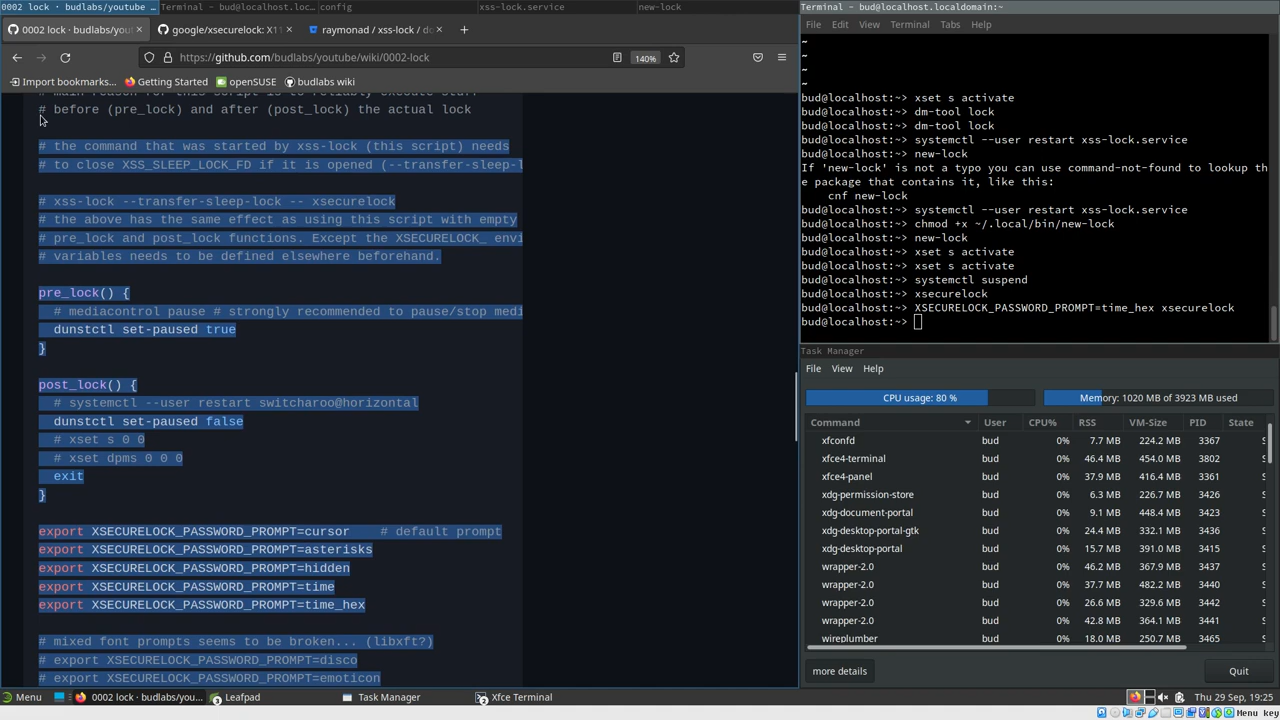 0002 lock · budlabs/youtube
Terminal - bud@localhost.loc...
config
xss-lock.service
new-lock
0002 lock · budlabs/you
google/xsecurelock: X11
raymonad / xss-lock / do
https://github.com/budlabs/youtube/wiki/0002-lock
140%
Import bookmarks...
Getting Started
openSUSE
budlabs wiki
# main reason for this script is to reliably execute stuff
# before (pre_lock) and after (post_lock) the actual lock
# the command that was started by xss-lock (this script) needs
# to close XSS_SLEEP_LOCK_FD if it is opened (--transfer-sleep-l
# xss-lock --transfer-sleep-lock -- xsecurelock
# the above has the same effect as using this script with empty
# pre_lock and post_lock functions. Except the XSECURELOCK_ envi
# variables needs to be defined elsewhere beforehand.
pre_lock() {
# mediacontrol pause # strongly recommended to pause/stop medi
dunstctl set-paused true
}
post_lock() {
# systemctl --user restart switcharoo@horizontal
dunstctl set-paused false
# xset s 0 0
# xset dpms 0 0 0
exit
}
export XSECURELOCK_PASSWORD_PROMPT=cursor # default prompt
export XSECURELOCK_PASSWORD_PROMPT=asterisks
export XSECURELOCK_PASSWORD_PROMPT=hidden
export XSECURELOCK_PASSWORD_PROMPT=time
export XSECURELOCK_PASSWORD_PROMPT=time_hex
# mixed font prompts seems to be broken... (libxft?)
# export XSECURELOCK_PASSWORD_PROMPT=disco
# export XSECURELOCK_PASSWORD_PROMPT=emoticon
Terminal - bud@localhost.localdomain:~
File Edit View Terminal Tabs Help
~
~
~
~
bud@localhost:~> xset s activate
bud@localhost:~> dm-tool lock
bud@localhost:~> dm-tool lock
bud@localhost:~> systemctl --user restart xss-lock.service
bud@localhost:~> new-lock
If 'new-lock' is not a typo you can use command-not-found to lookup th
e package that contains it, like this:
cnf new-lock
bud@localhost:~> systemctl --user restart xss-lock.service
bud@localhost:~> chmod +x ~/.local/bin/new-lock
bud@localhost:~> new-lock
bud@localhost:~> xset s activate
bud@localhost:~> xset s activate
bud@localhost:~> systemctl suspend
bud@localhost:~> xsecurelock
bud@localhost:~> XSECURELOCK_PASSWORD_PROMPT=time_hex xsecurelock
bud@localhost:~>
Task Manager
File View Help
CPU usage: 80 %
Memory: 1020 MB of 3923 MB used
Command User CPU% RSS VM-Size PID State
xfconfd bud 0% 7.7 MB 224.2 MB 3367 S
xfce4-terminal bud 0% 46.4 MB 454.0 MB 3802 S
xfce4-panel bud 0% 37.9 MB 416.4 MB 3361 S
xdg-permission-store bud 0% 6.3 MB 226.7 MB 3426 S
xdg-document-portal bud 0% 9.1 MB 448.4 MB 3423 S
xdg-desktop-portal-gtk bud 0% 24.4 MB 332.1 MB 3436 S
xdg-desktop-portal bud 0% 15.7 MB 391.0 MB 3415 S
wrapper-2.0 bud 0% 46.2 MB 367.9 MB 3437 S
wrapper-2.0 bud 0% 37.7 MB 482.2 MB 3440 S
wrapper-2.0 bud 0% 26.6 MB 329.6 MB 3442 S
wrapper-2.0 bud 0% 42.8 MB 364.1 MB 3441 S
wireplumber bud 0% 18.0 MB 250.7 MB 3465 S
more details
Quit
Menu
0002 lock - budlabs/you...
3
Leafpad
Task Manager
2
Xfce Terminal
Thu 29 Sep, 19:25
Menu key